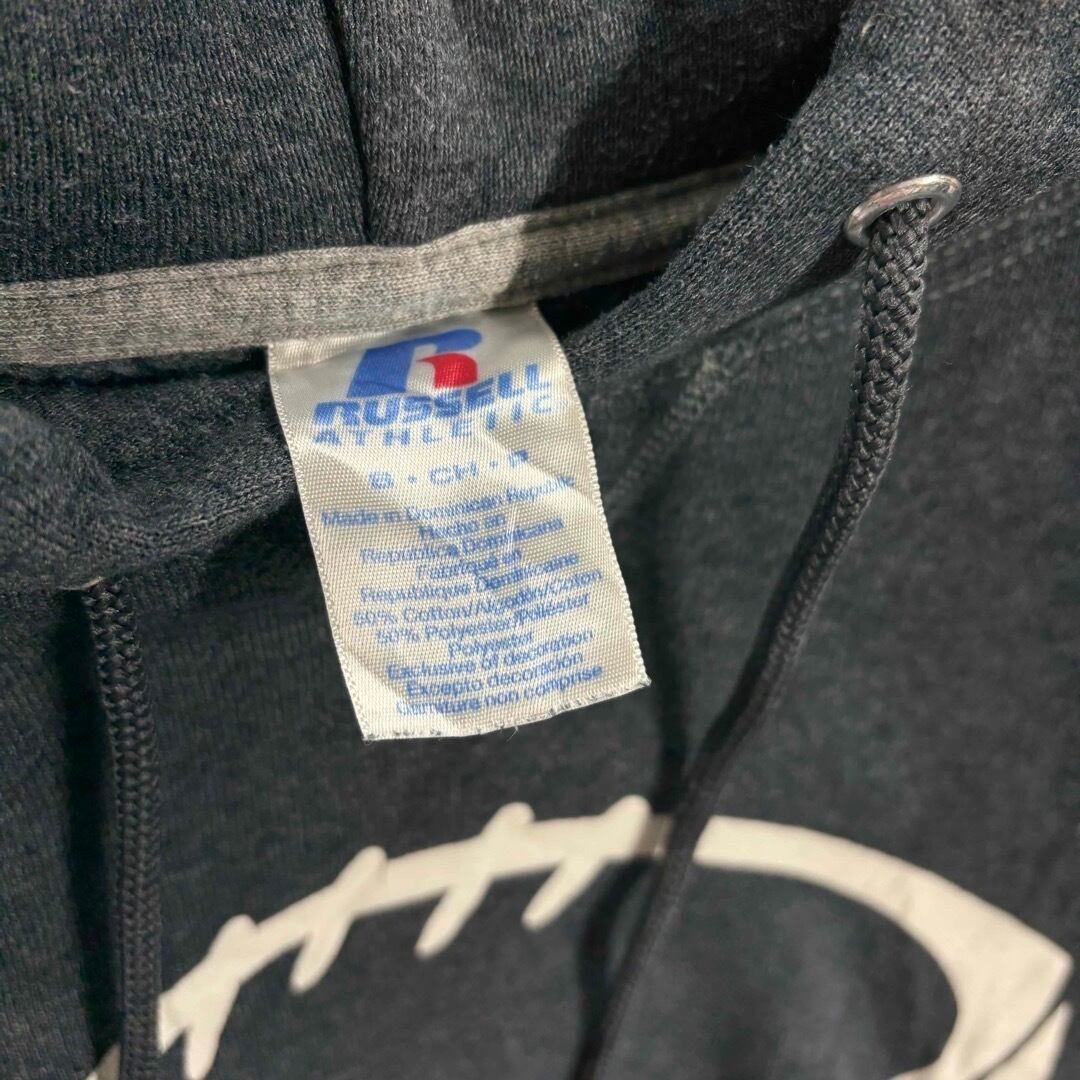 R
RUSSELL
ATHLETIC
S • CH • P
Made in Dominican Republic
Hecho en
Republica Dominicana
Fabriqué en
Republique Dominicaine
50% Cotton/Algodón/Coton
50% Polyester/Poliéster
Polyester
Exclusive of decoration
Excepto decoración
Garniture non comprise